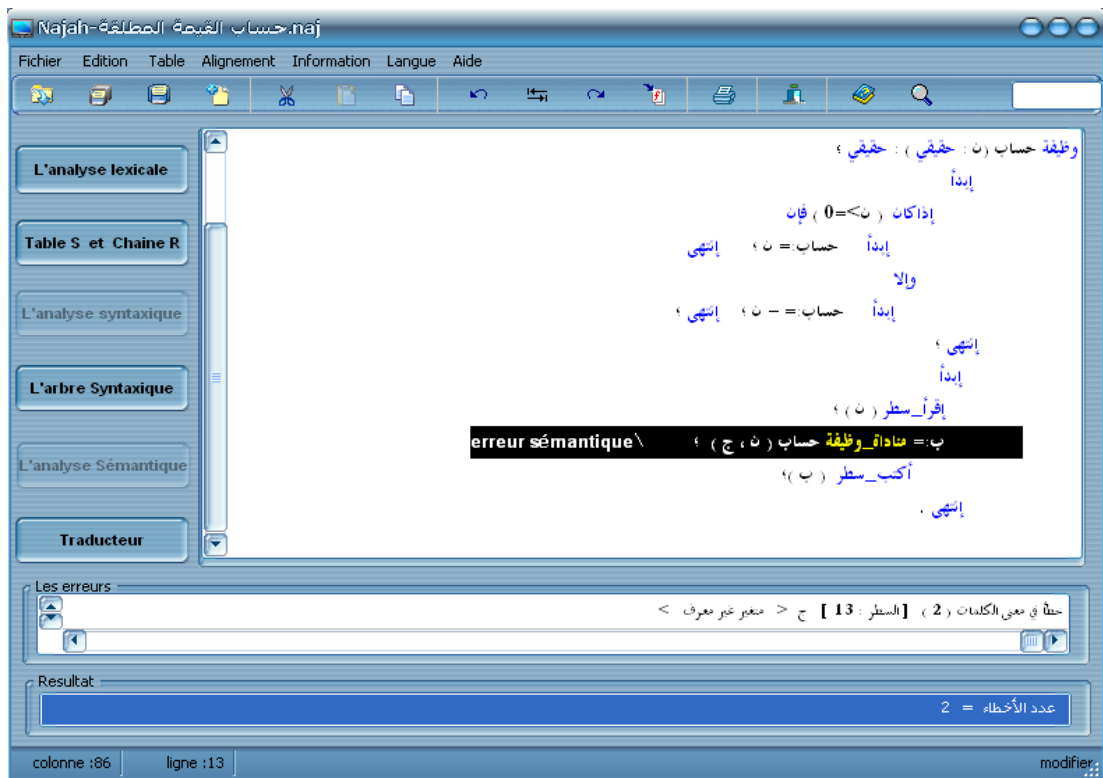 Najah-حساب القيمة المطلقة.naj
Fichier Edition Table Alignement Information Langue Aide
L'analyse lexicale
Table S et Chaine R
L'analyse syntaxique
L'arbre Syntaxique
L'analyse Sémantique
Traducteur
وظيفة حساب (ن : حقيقي ) : حقيقي ؛
إبدأ
إذاكان ( ن>=0 ) فإن
إبدأ حساب:= ن ؛ إنتهى
وإلا
إبدأ حساب:= – ن ؛ إنتهى ؛
إنتهى ؛
إبدأ
إقرأ_سطر ( ن ) ؛
ب:= مناداة_وظيفة حساب ( ن ، ج ) ؛ \erreur sémantique
أكتب_سطر ( ب )؛
إنتهى .
Les erreurs
خطأ في معنى الكلمات ( 2 ) [السطر : 13 ] ج < متغير غير معرف >
Resultat
عدد الأخطاء = 2
colonne :86 ligne :13 modifier